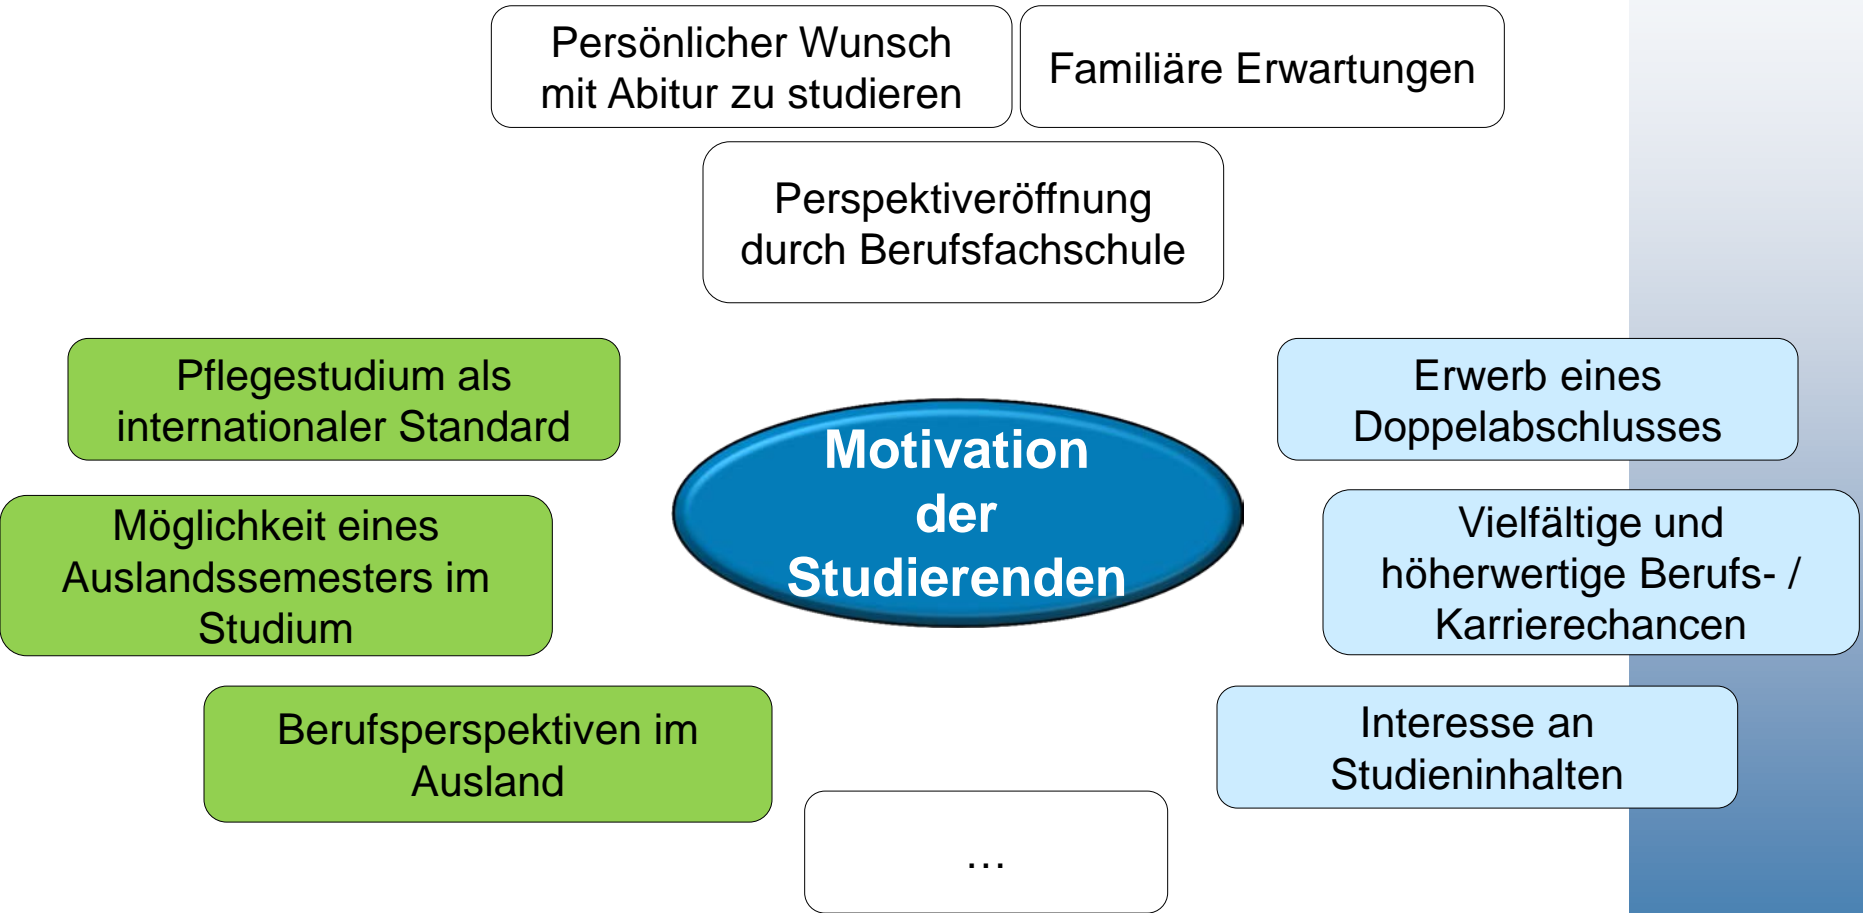 Persönlicher Wunsch
mit Abitur zu studieren
Familiäre Erwartungen
Perspektiveröffnung
durch Berufsfachschule
Pflegestudium als
internationaler Standard
Erwerb eines
Doppelabschlusses
Motivation
der
Studierenden
Möglichkeit eines
Auslandssemesters im
Studium
Vielfältige und
höherwertige Berufs- /
Karrierechancen
Berufsperspektiven im
Ausland
Interesse an
Studieninhalten
…